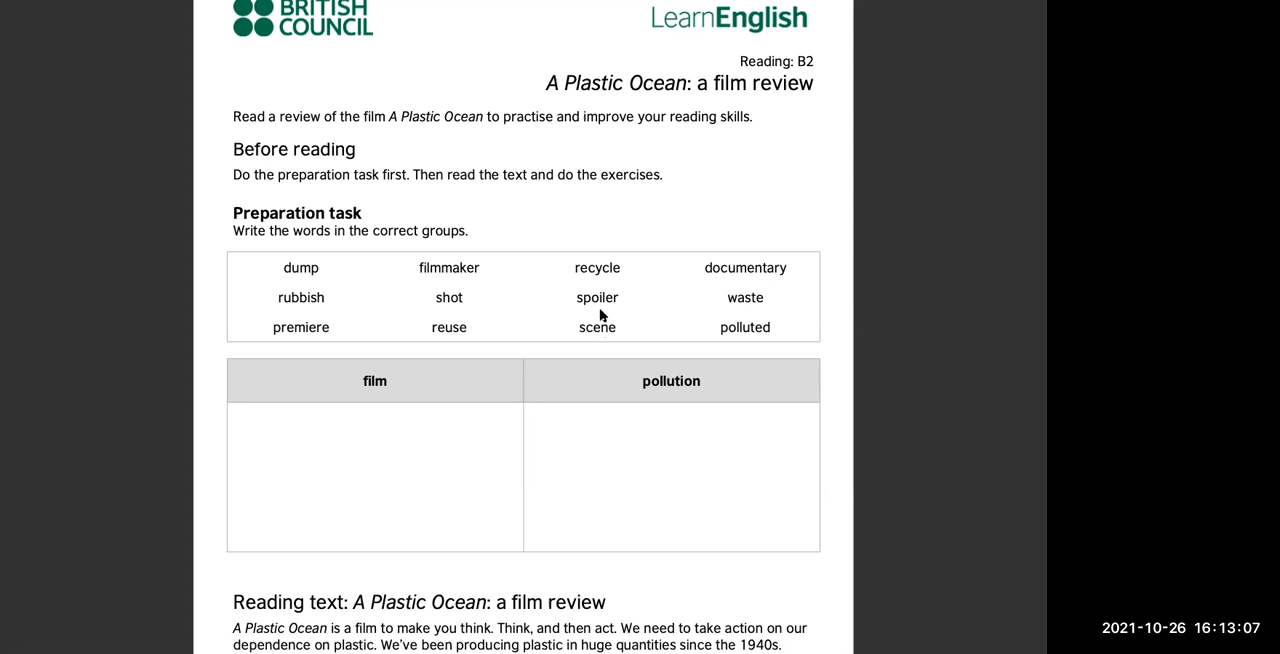 BRITISH
COUNCIL
LearnEnglish
Reading: B2
A Plastic Ocean: a film review
Read a review of the film A Plastic Ocean to practise and improve your reading skills.
Before reading
Do the preparation task first. Then read the text and do the exercises.
Preparation task
Write the words in the correct groups.
dump filmmaker recycle documentary
rubbish shot spoiler waste
premiere reuse scene polluted
film pollution
Reading text: A Plastic Ocean: a film review
A Plastic Ocean is a film to make you think. Think, and then act. We need to take action on our
dependence on plastic. We've been producing plastic in huge quantities since the 1940s.
2021-10-26 16:13:07